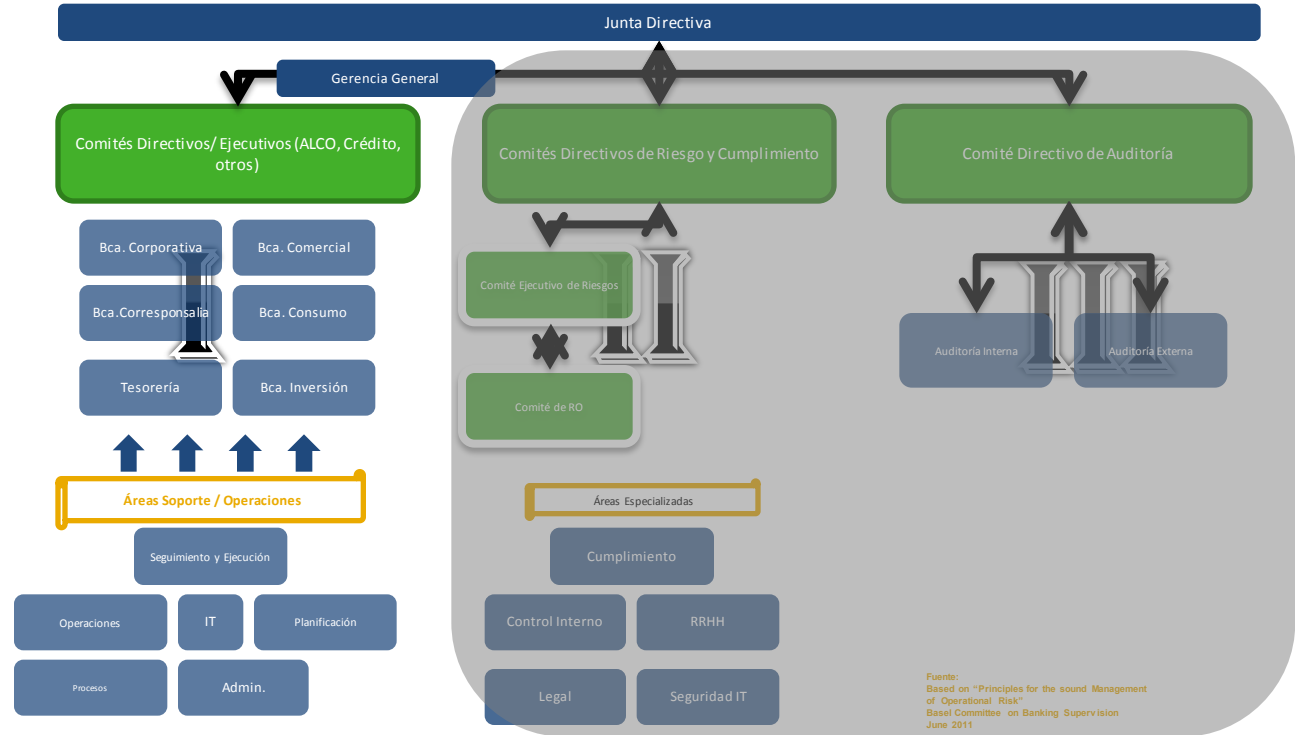 Junta Directiva
Gerencia General
Comités Directivos/ Ejecutivos (ALCO, Crédito,
otros)
Comités Directivos de Riesgo y Cumplimiento
Comité Directivo de Auditoría
Bca. Corporativa
Bca. Comercial
Bca.Corresponsalia
Bca. Consumo
Tesorería
Bca. Inversión
I
Áreas Soporte / Operaciones
Seguimiento y Ejecución
Operaciones
IT
Planificación
Procesos
Admin.
Comité Ejecutivo de Riesgos
II
Comité de RO
Áreas Especializadas
Cumplimiento
Control Interno
RRHH
Legal
Seguridad IT
III
Auditoría Interna
Auditoría Externa
Fuente:
Based on “Principles for the sound Management
of Operational Risk”
Basel Committee on Banking Supervision
June 2011